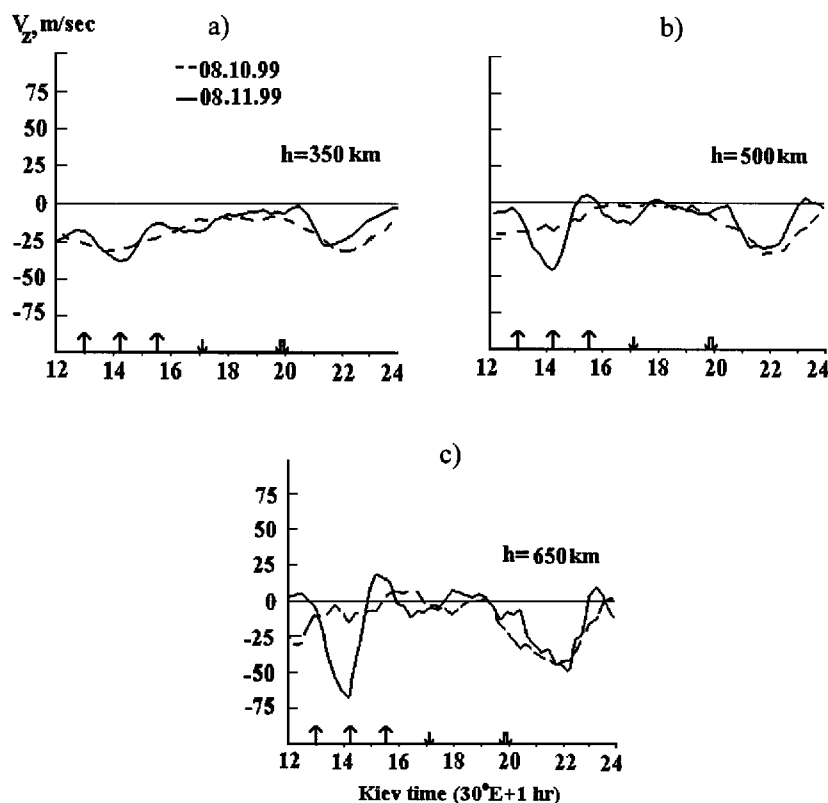 V_z, m/sec
a)
b)
--08.10.99
—08.11.99
75
50
25
0
-25
-50
-75
h=350 km
12 14 16 18 20 22 24
75
50
25
0
-25
-50
-75
h=500km
12 14 16 18 20 22 24
c)
75
50
25
0
-25
-50
-75
h=650km
12 14 16 18 20 22 24
Kiev time (30°E+1 hr)